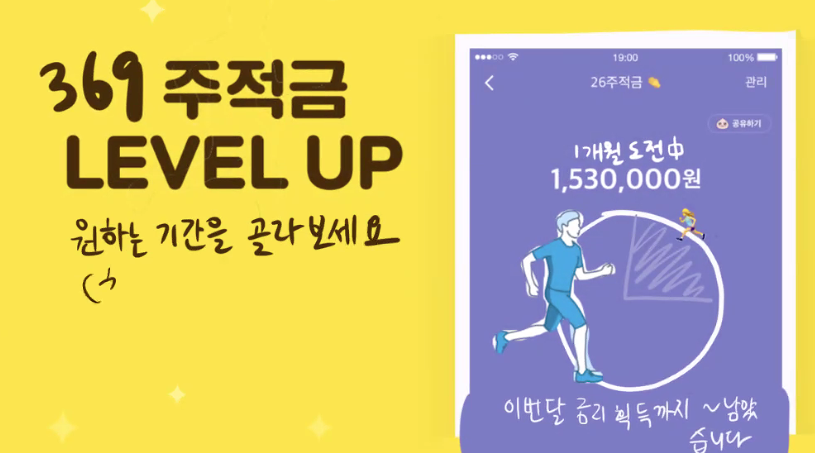 369 주적금
LEVEL UP
원하는 기간을 골라보세요
19:00
100%
26주적금
관리
공유하기
1개월 도전中
1,530,000원
이번달 금리 획득까지 ~남았
습니다